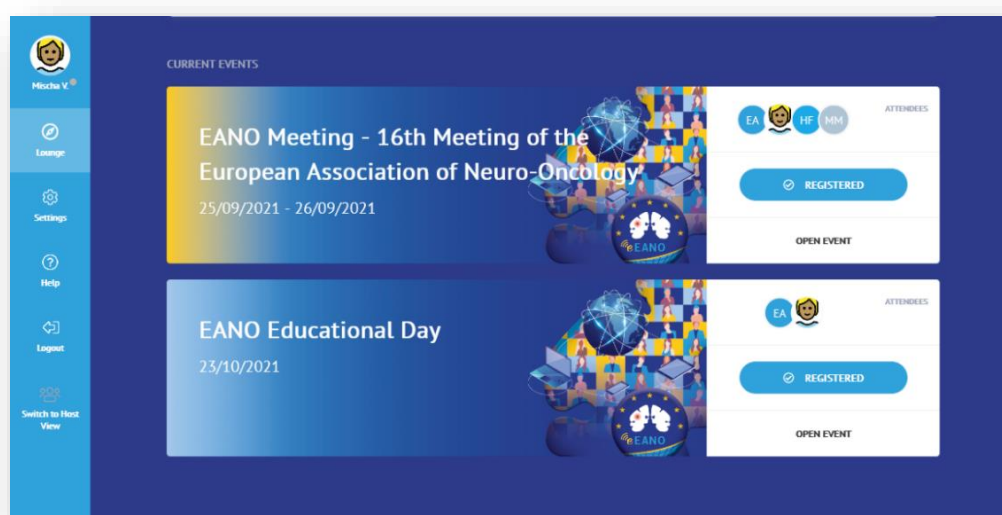 Mischa V.
Lounge
Settings
Help
Logout
Switch to Host
View
CURRENT EVENTS
EANO Meeting - 16th Meeting of the
European Association of Neuro-Oncology
25/09/2021 - 26/09/2021
eEANO
EA
HF
MM
ATTENDEES
REGISTERED
OPEN EVENT
EANO Educational Day
23/10/2021
eEANO
EA
ATTENDEES
REGISTERED
OPEN EVENT